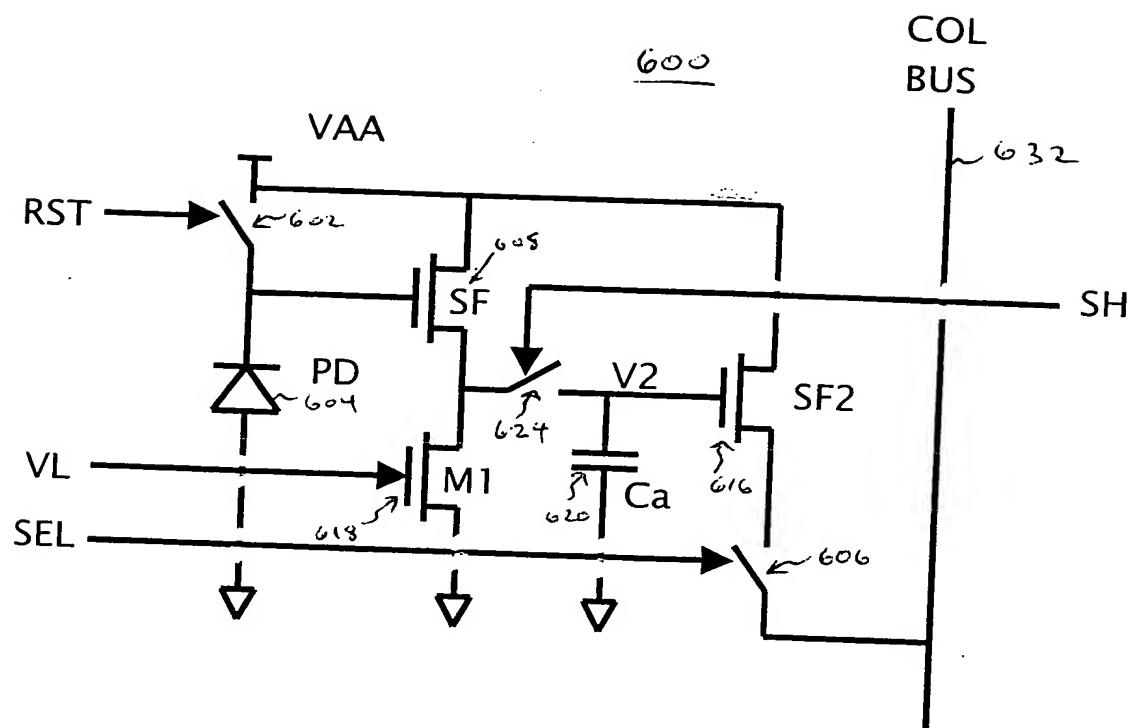 COL
BUS
600
VAA
632
RST
602
608
SF
SH
PD
604
V2
SF2
624
VL
M1
Ca
616
620
SEL
618
606